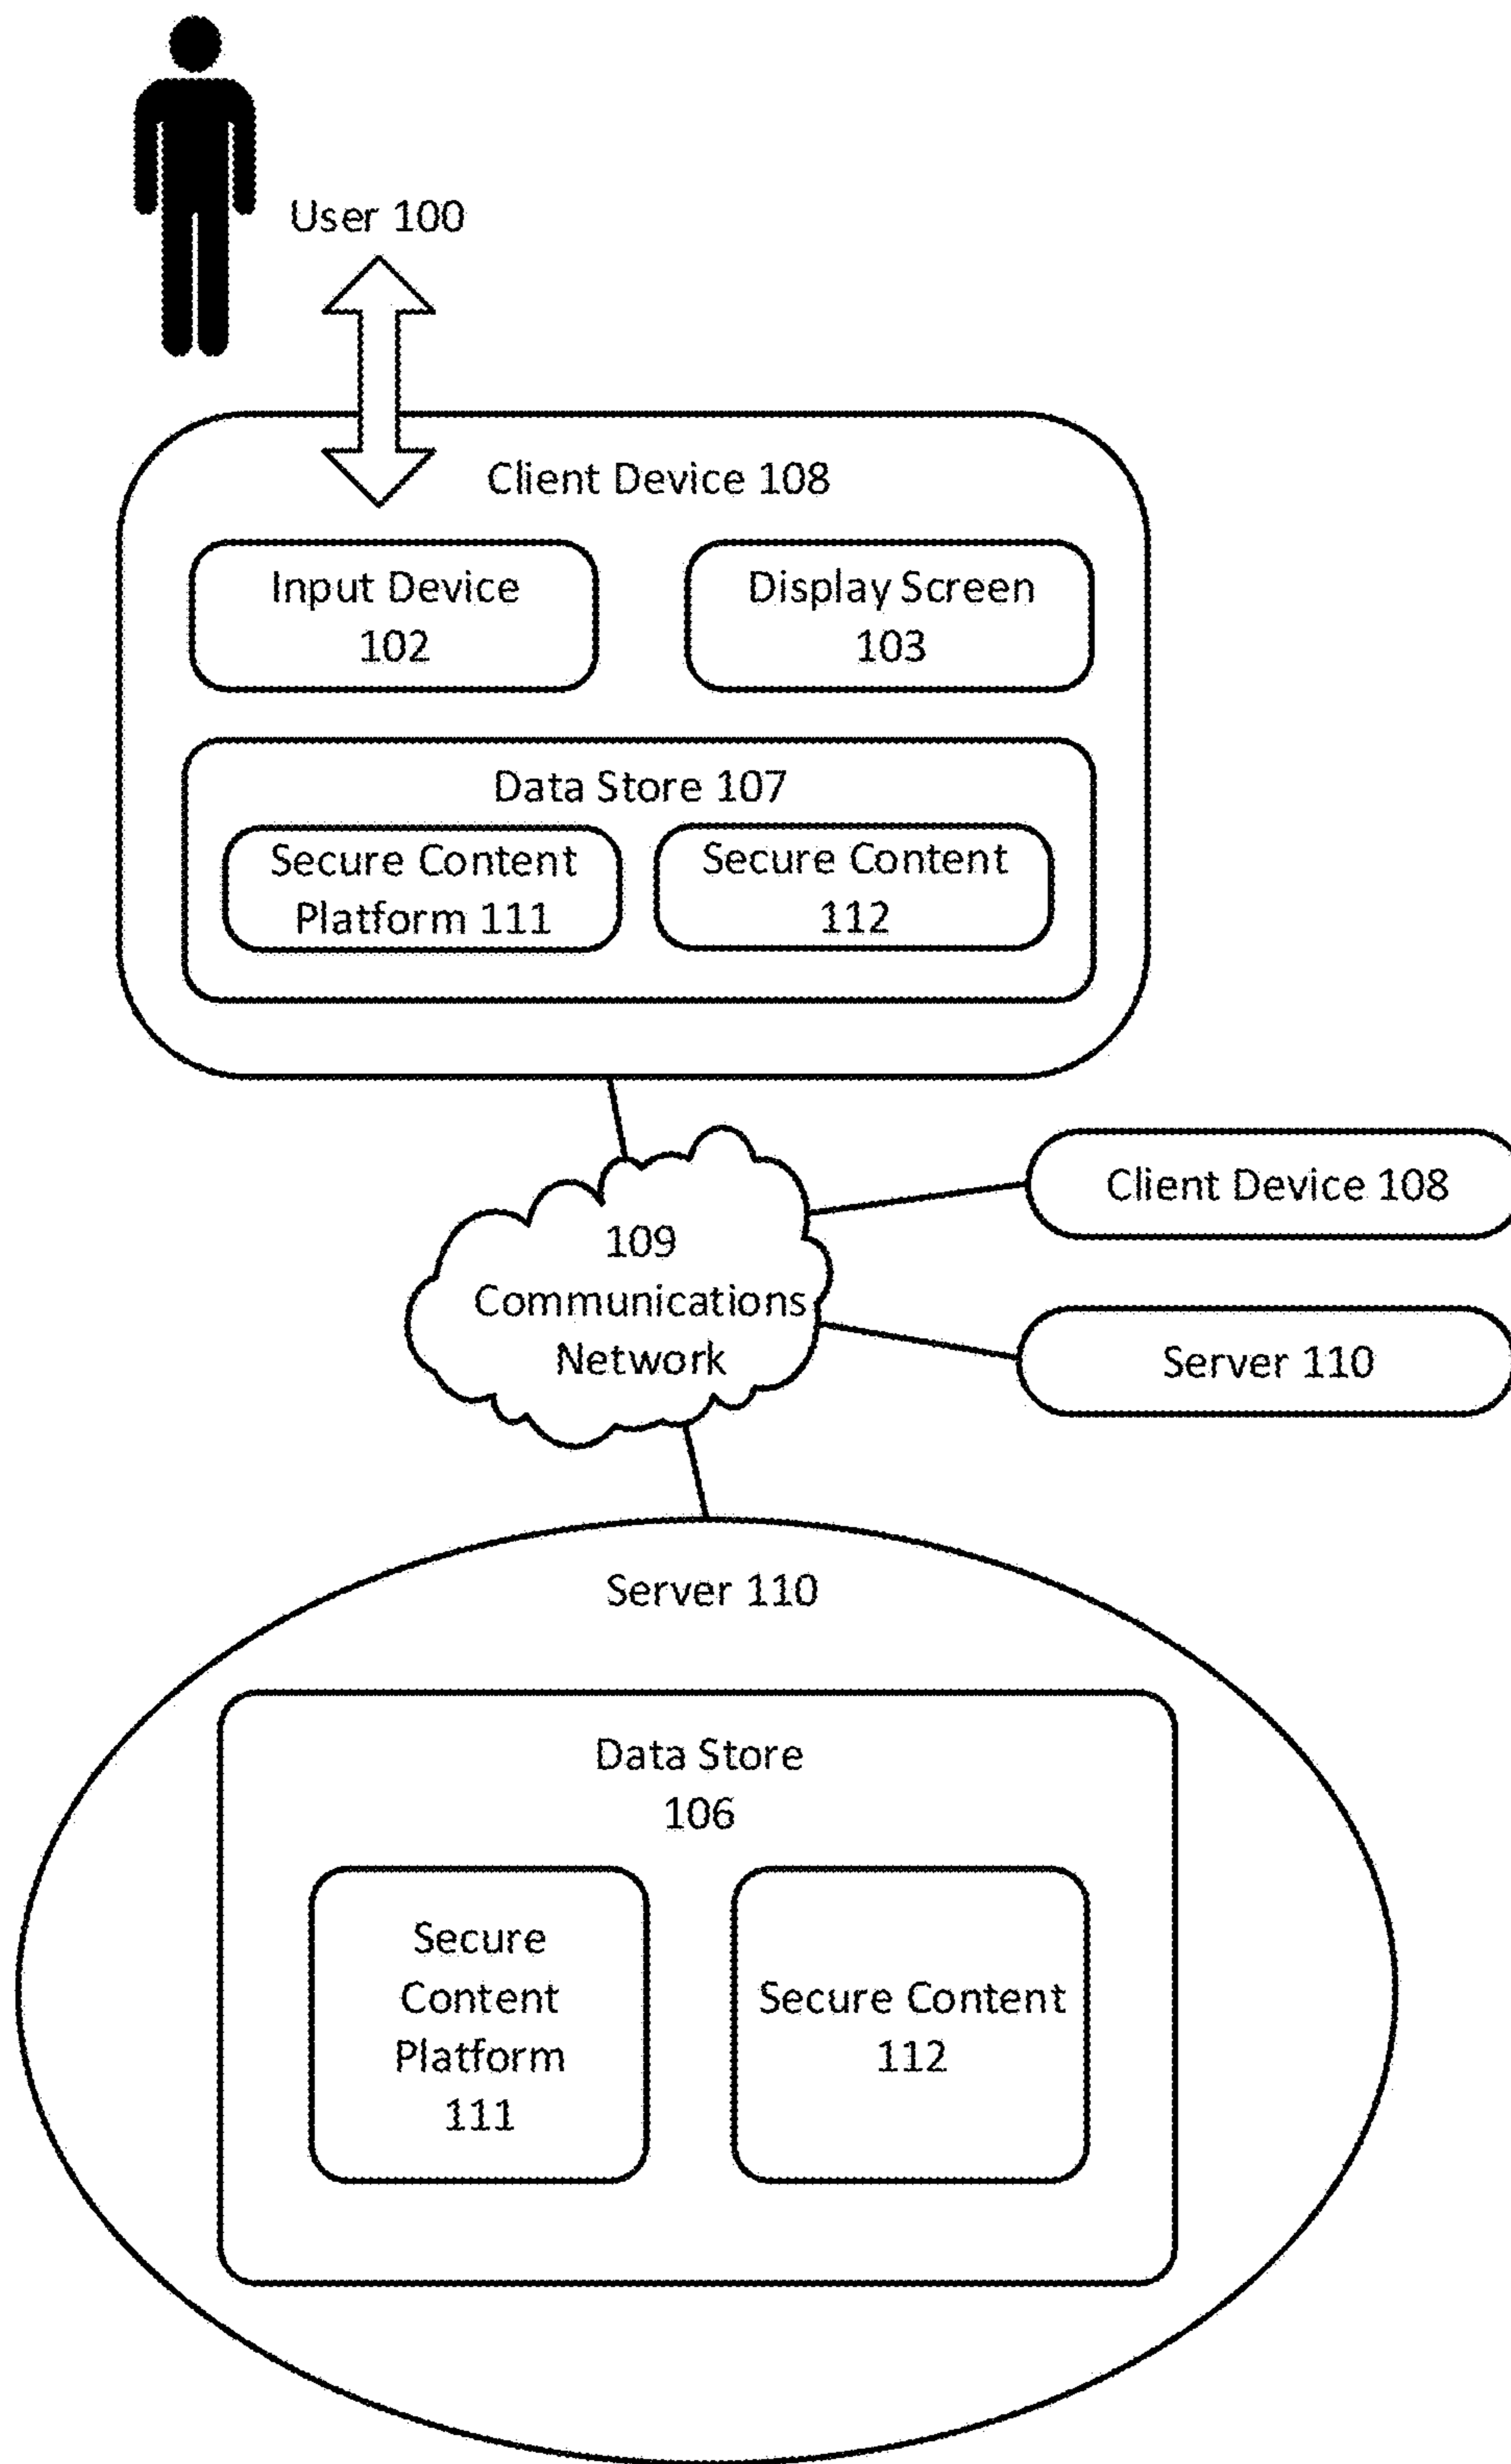 User 100
Client Device 108
Input Device
102
Display Screen
103
Data Store 107
Secure Content
Platform 111
Secure Content
112
109
Communications
Network
Client Device 108
Server 110
Server 110
Data Store
106
Secure
Content
Platform
111
Secure Content
112